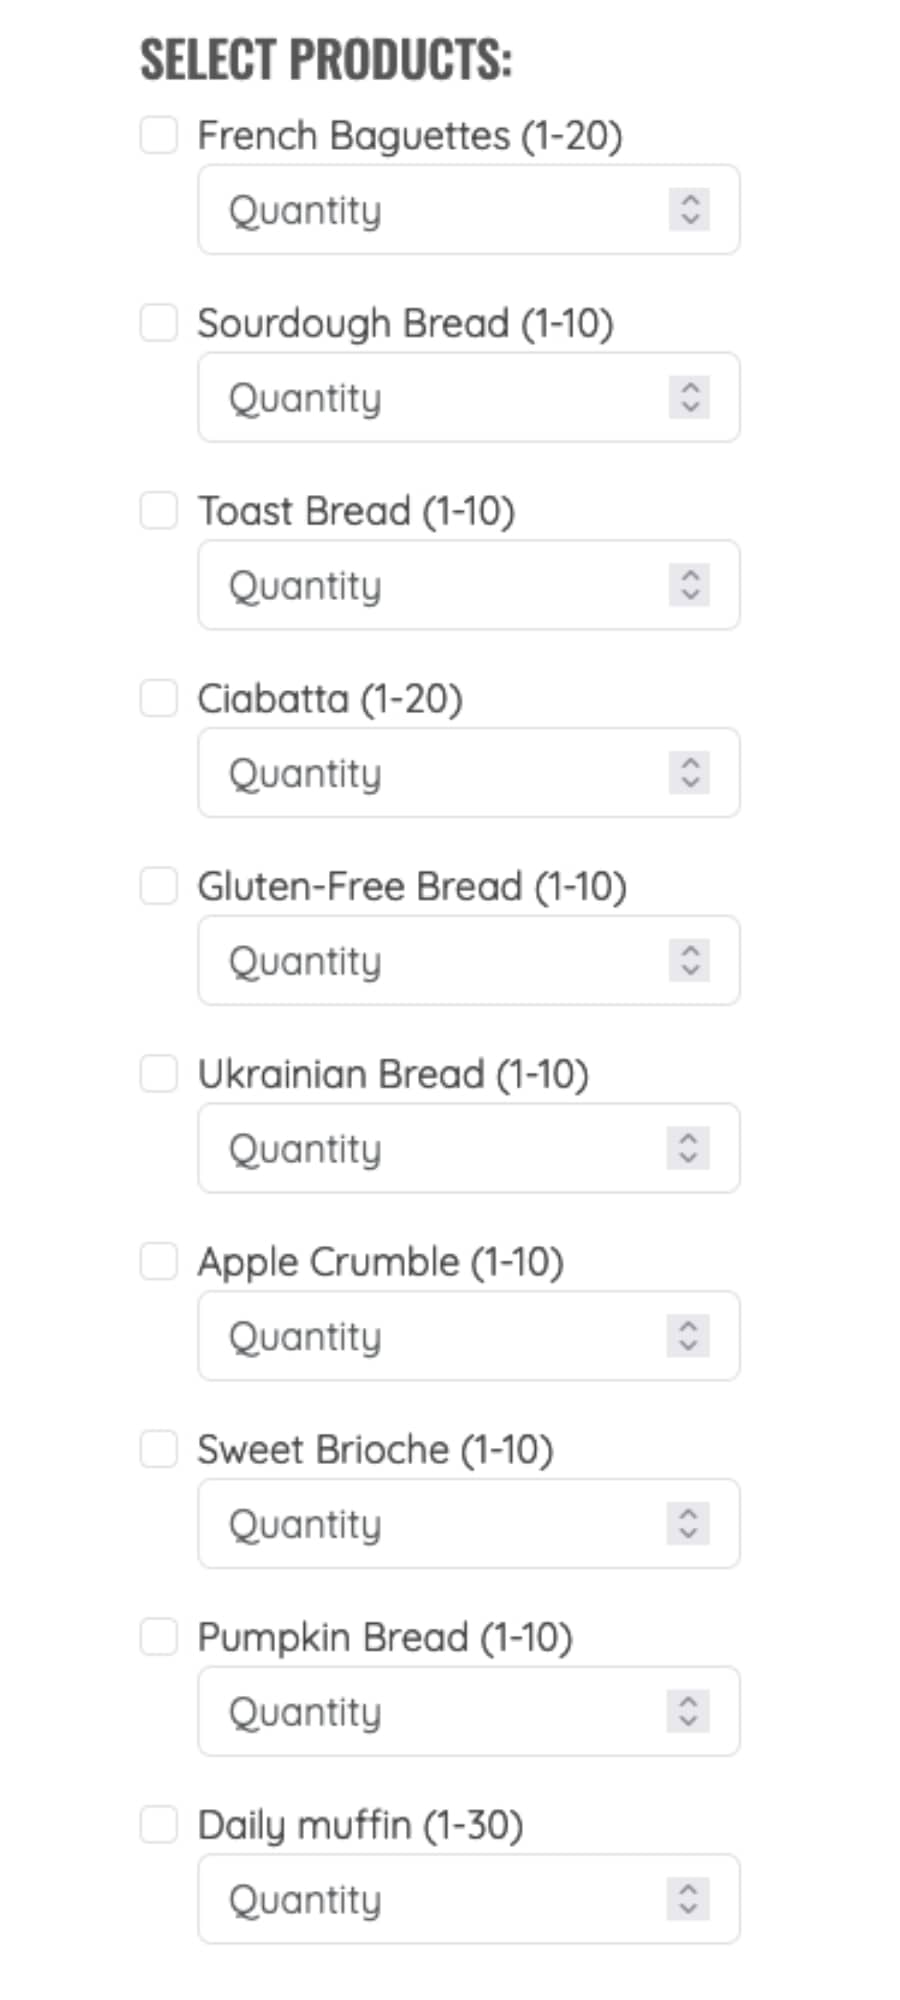 SELECT PRODUCTS:
French Baguettes (1-20)
Quantity
Sourdough Bread (1-10)
Quantity
Toast Bread (1-10)
Quantity
Ciabatta (1-20)
Quantity
Gluten-Free Bread (1-10)
Quantity
Ukrainian Bread (1-10)
Quantity
Apple Crumble (1-10)
Quantity
Sweet Brioche (1-10)
Quantity
Pumpkin Bread (1-10)
Quantity
Daily muffin (1-30)
Quantity